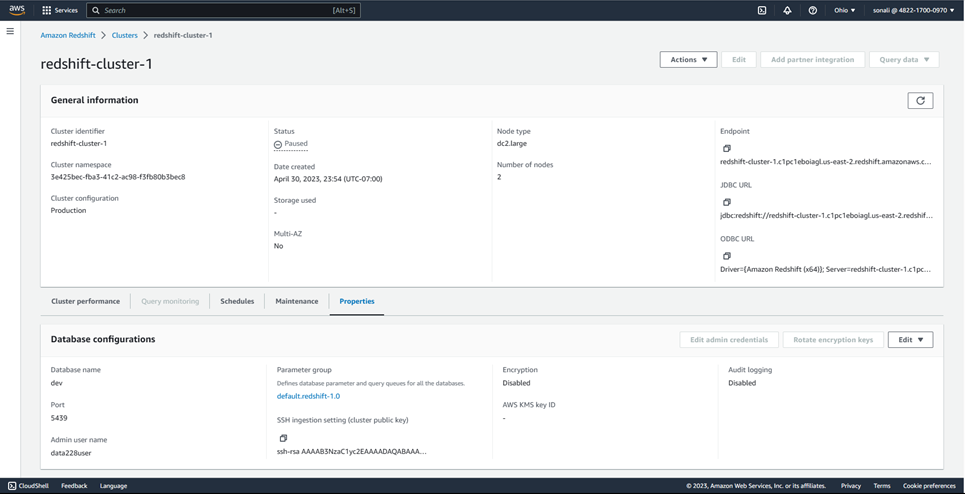 aws Services Search [Alt+S] Ohio ▼ sonali @ 4822-1700-0970 ▼
Amazon Redshift > Clusters > redshift-cluster-1
redshift-cluster-1
Actions ▼ Edit Add partner integration Query data ▼
General information
Cluster identifier
redshift-cluster-1
Cluster namespace
3e425bec-fba3-41c2-ac98-f3fb80b3bec8
Cluster configuration
Production
Status
Paused
Date created
April 30, 2023, 23:54 (UTC-07:00)
Storage used
-
Multi-AZ
No
Node type
dc2.large
Number of nodes
2
Endpoint
redshift-cluster-1.c1pc1eboiagl.us-east-2.redshift.amazonaws.c...
JDBC URL
jdbc:redshift://redshift-cluster-1.c1pc1eboiagl.us-east-2.redshif...
ODBC URL
Driver={Amazon Redshift (x64)}; Server=redshift-cluster-1.c1pc...
Cluster performance Query monitoring Schedules Maintenance Properties
Database configurations
Edit admin credentials Rotate encryption keys Edit ▼
Database name
dev
Port
5439
Admin user name
data228user
Parameter group
Defines database parameter and query queues for all the databases.
default.redshift-1.0
SSH ingestion setting (cluster public key)
ssh-rsa AAAAB3NzaC1yc2EAAAADAQABAAA...
Encryption
Disabled
AWS KMS key ID
-
Audit logging
Disabled
CloudShell Feedback Language © 2023, Amazon Web Services, Inc. or its affiliates. Privacy Terms Cookie preferences